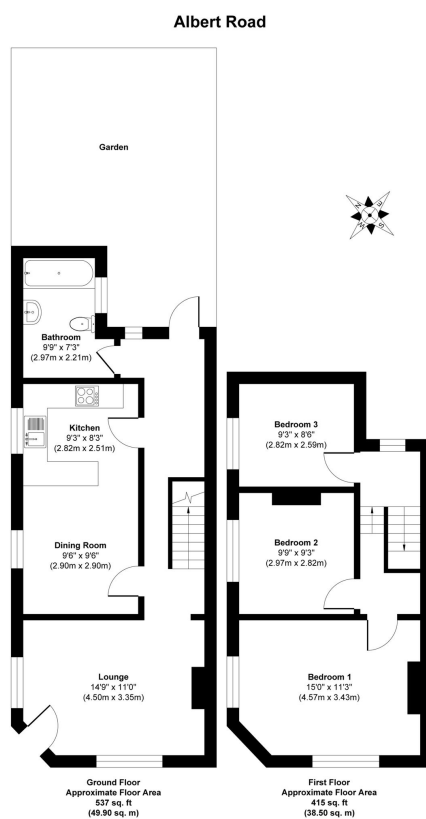 Albert Road
Garden
N
E
S
W
Bathroom
9'9" x 7'3"
(2.97m x 2.21m)
Kitchen
9'3" x 8'3"
(2.82m x 2.51m)
Dining Room
9'6" x 9'6"
(2.90m x 2.90m)
Lounge
14'9" x 11'0"
(4.50m x 3.35m)
Ground Floor
Approximate Floor Area
537 sq. ft
(49.90 sq. m)
Bedroom 3
9'3" x 8'6"
(2.82m x 2.59m)
Bedroom 2
9'9" x 9'3"
(2.97m x 2.82m)
Bedroom 1
15'0" x 11'3"
(4.57m x 3.43m)
First Floor
Approximate Floor Area
415 sq. ft
(38.50 sq. m)